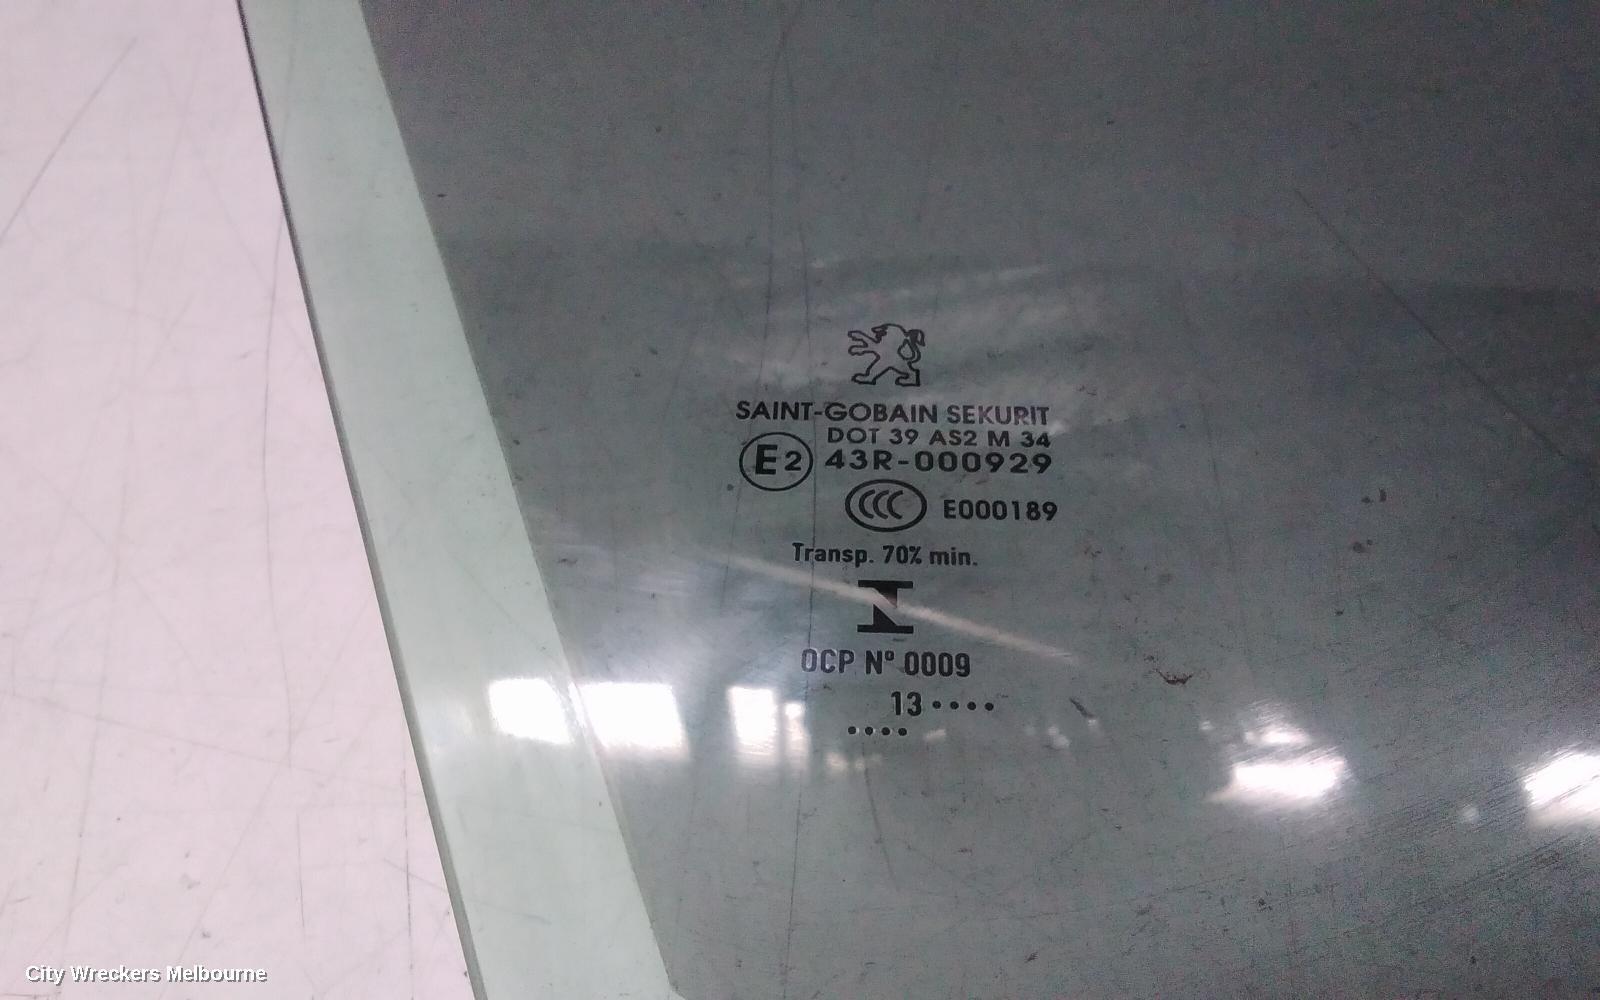 SAINT-GOBAIN SEKURIT
DOT 39 AS2 M 34
E2 43R-000929
CCC E000189
Transp. 70% min.
OCP Nº 0009
13••••
••••
City Wreckers Melbourne